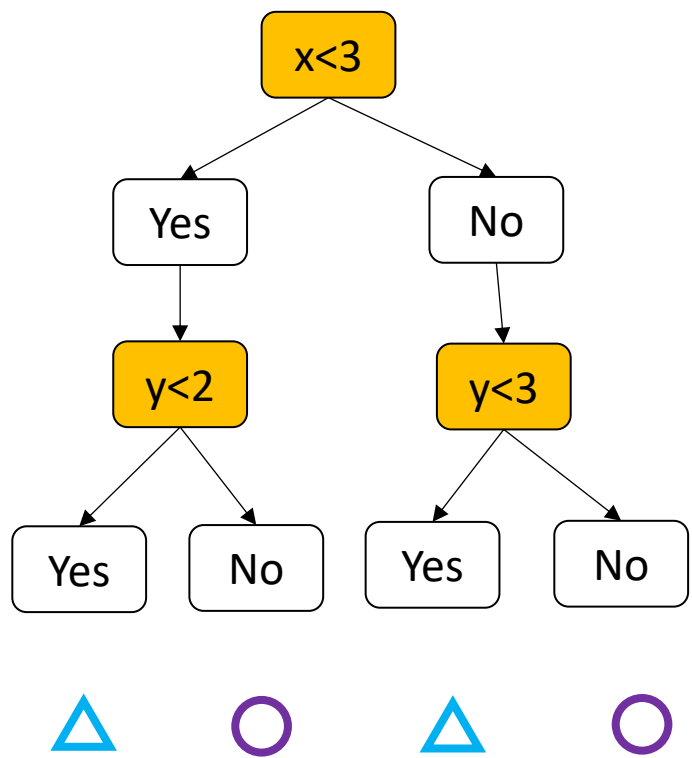 x<3
Yes
No
y<2
y<3
Yes
No
Yes
No